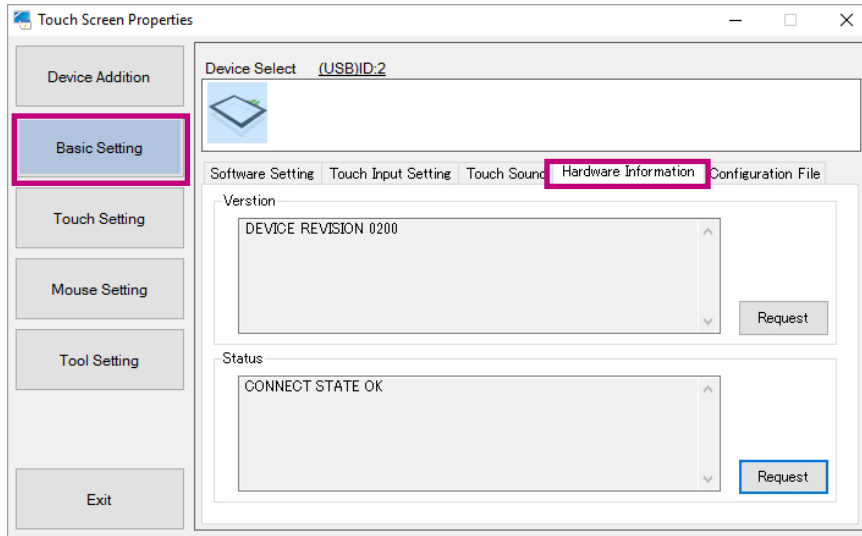 Touch Screen Properties
Device Addition
Basic Setting
Touch Setting
Mouse Setting
Tool Setting
Exit
Device Select (USB)ID:2
Software Setting Touch Input Setting Touch Sound Hardware Information Configuration File
Verstion
DEVICE REVISION 0200
Request
Status
CONNECT STATE OK
Request